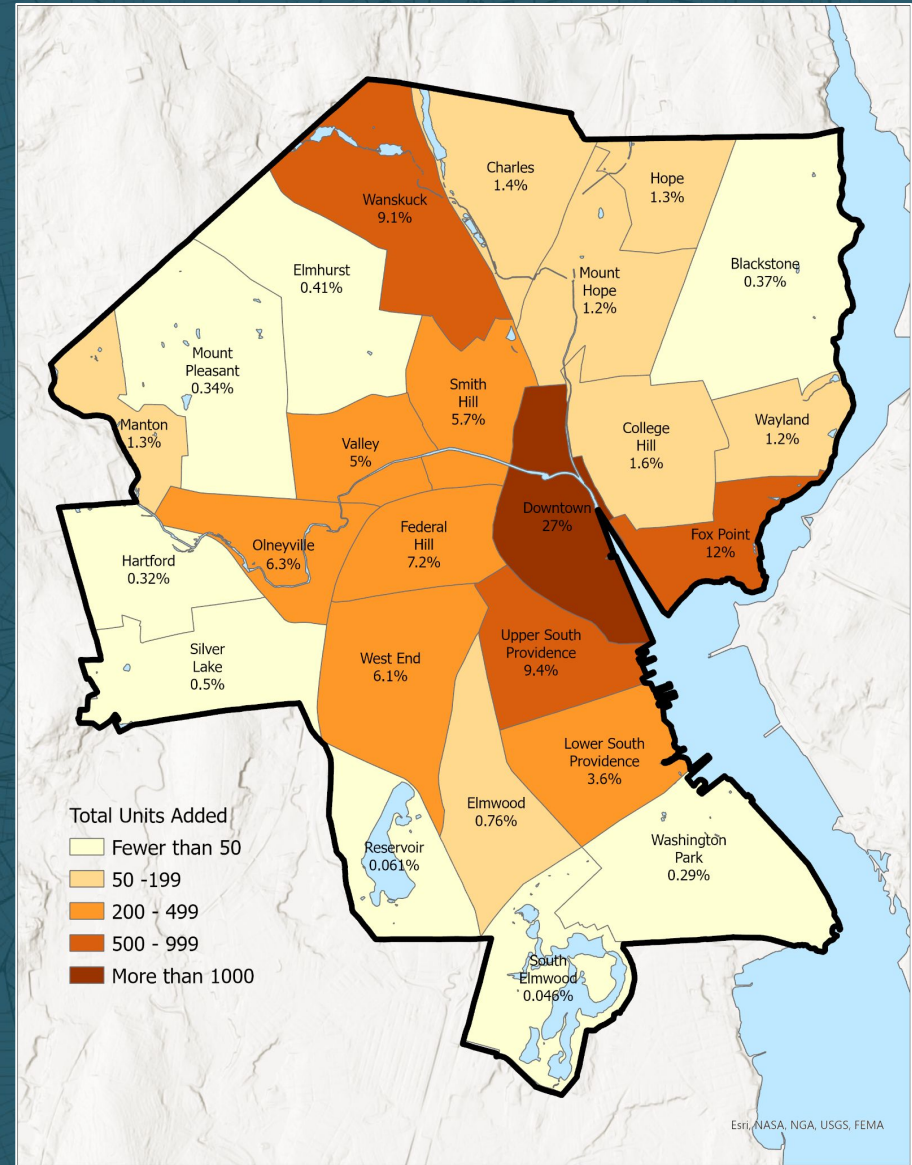 Charles
1.4%
Hope
1.3%
Wanskuck
9.1%
Blackstone
0.37%
Elmhurst
0.41%
Mount
Hope
1.2%
Mount
Pleasant
0.34%
Smith
Hill
5.7%
Manton
1.3%
Valley
5%
College
Hill
1.6%
Wayland
1.2%
Downtown
27%
Federal
Hill
7.2%
Fox Point
12%
Olneyville
6.3%
Hartford
0.32%
Silver
Lake
0.5%
West End
6.1%
Upper South
Providence
9.4%
Lower South
Providence
3.6%
Elmwood
0.76%
Reservoir
0.061%
Washington
Park
0.29%
South
Elmwood
0.046%
Total Units Added
Fewer than 50
50 -199
200 - 499
500 - 999
More than 1000
Esri, NASA, NGA, USGS, FEMA